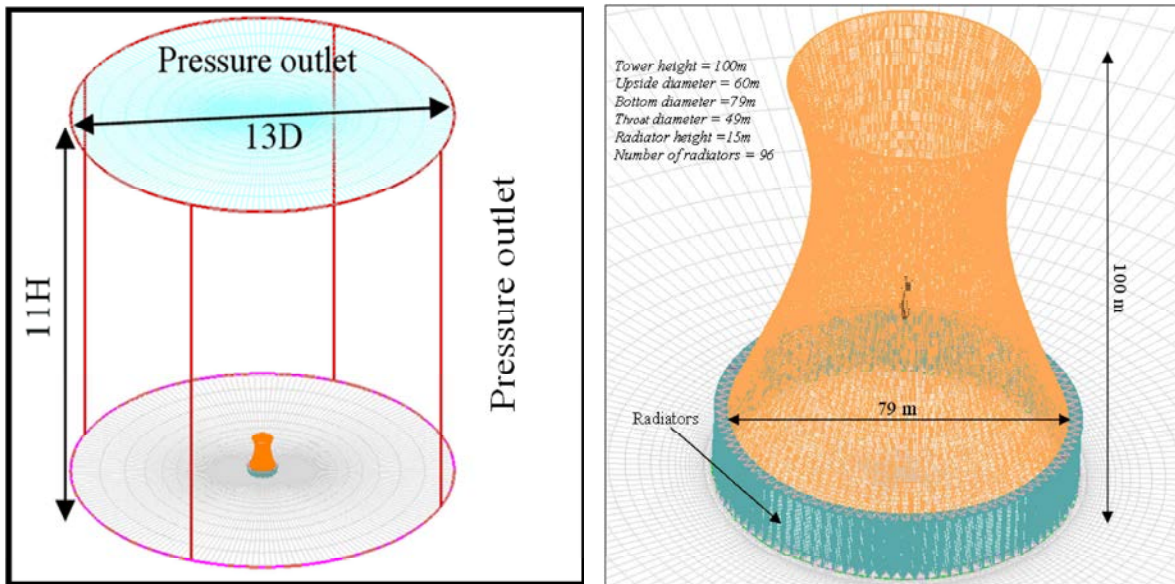 Pressure outlet
13D
11H
Pressure outlet
Tower height = 100m
Upside diameter = 60m
Bottom diameter =79m
Throat diameter = 49m
Radiator height =15m
Number of radiators = 96
100 m
79 m
Radiators